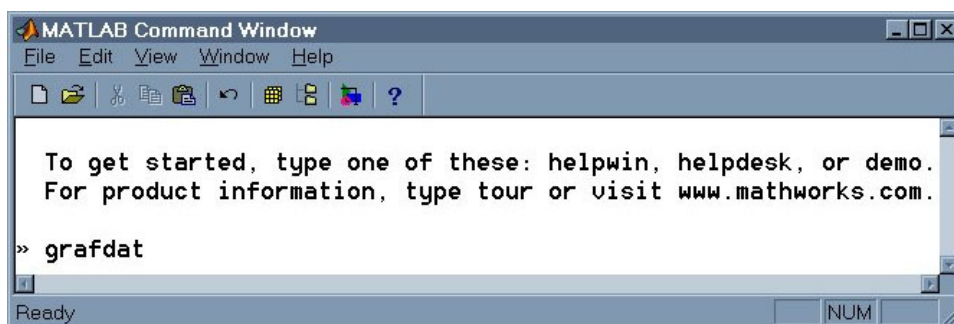 MATLAB Command Window
File Edit View Window Help
?
To get started, type one of these: helpwin, helpdesk, or demo.
For product information, type tour or visit www.mathworks.com.
» grafdat
Ready NUM